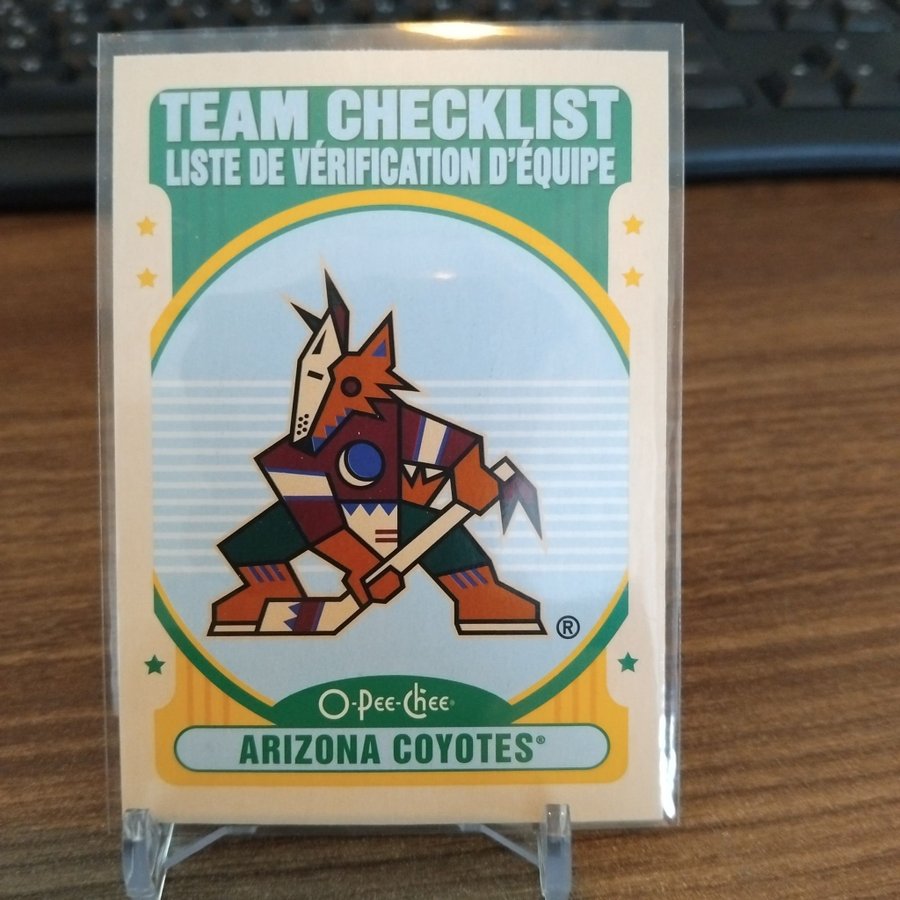 TEAM CHECKLIST
LISTE DE VÉRIFICATION D'ÉQUIPE
®
O-Pee-Chee®
ARIZONA COYOTES®